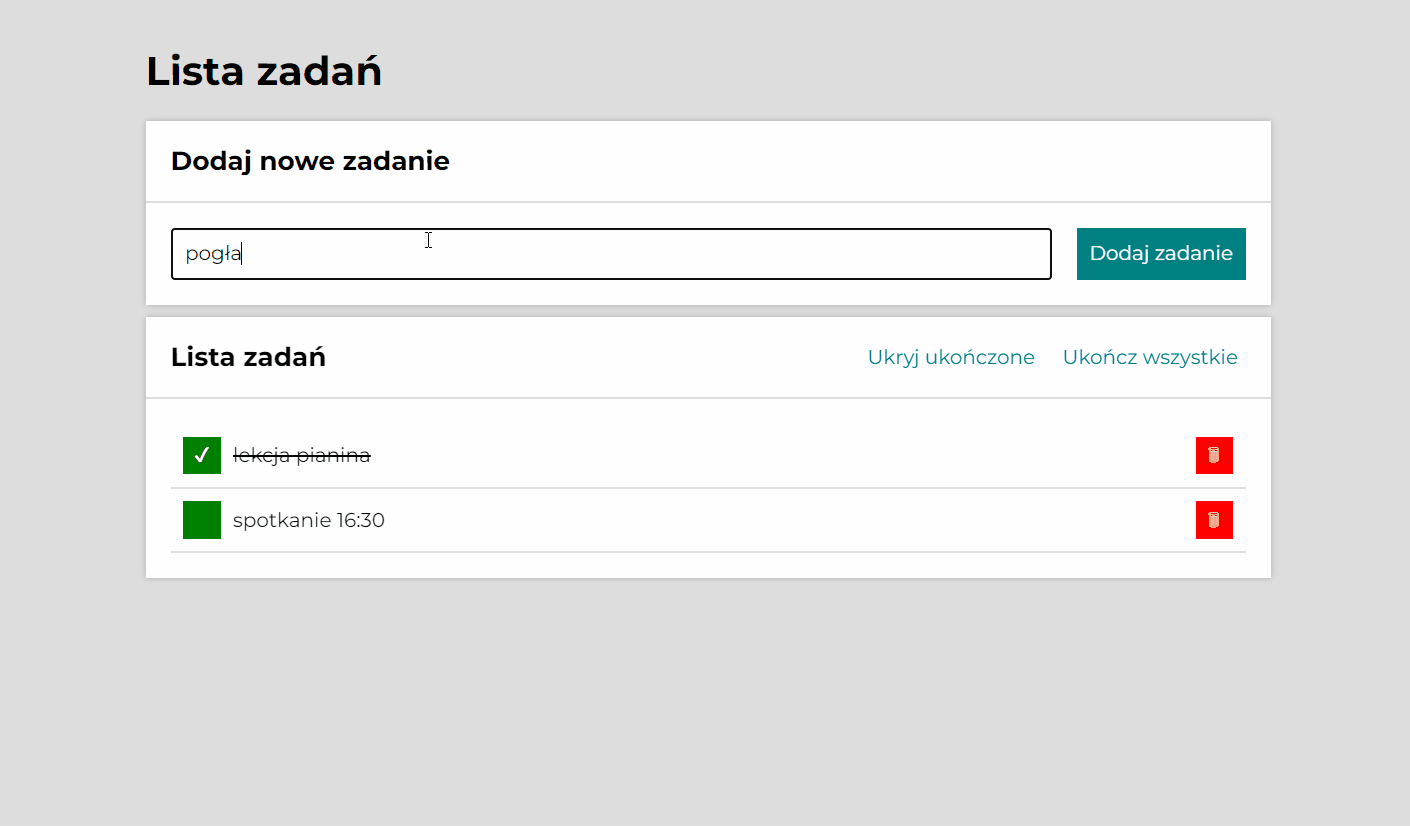 Lista zadań
Dodaj nowe zadanie
pogła
Dodaj zadanie
Lista zadań
Ukryj ukończone
Ukończ wszystkie
✓ lekcja pianina
spotkanie 16:30